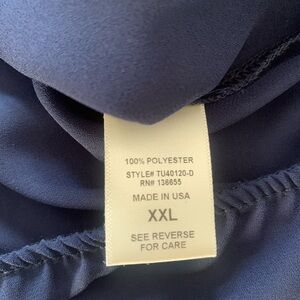 100% POLYESTER
STYLE# TU40120-D
RN# 136655
MADE IN USA
XXL
SEE REVERSE
FOR CARE